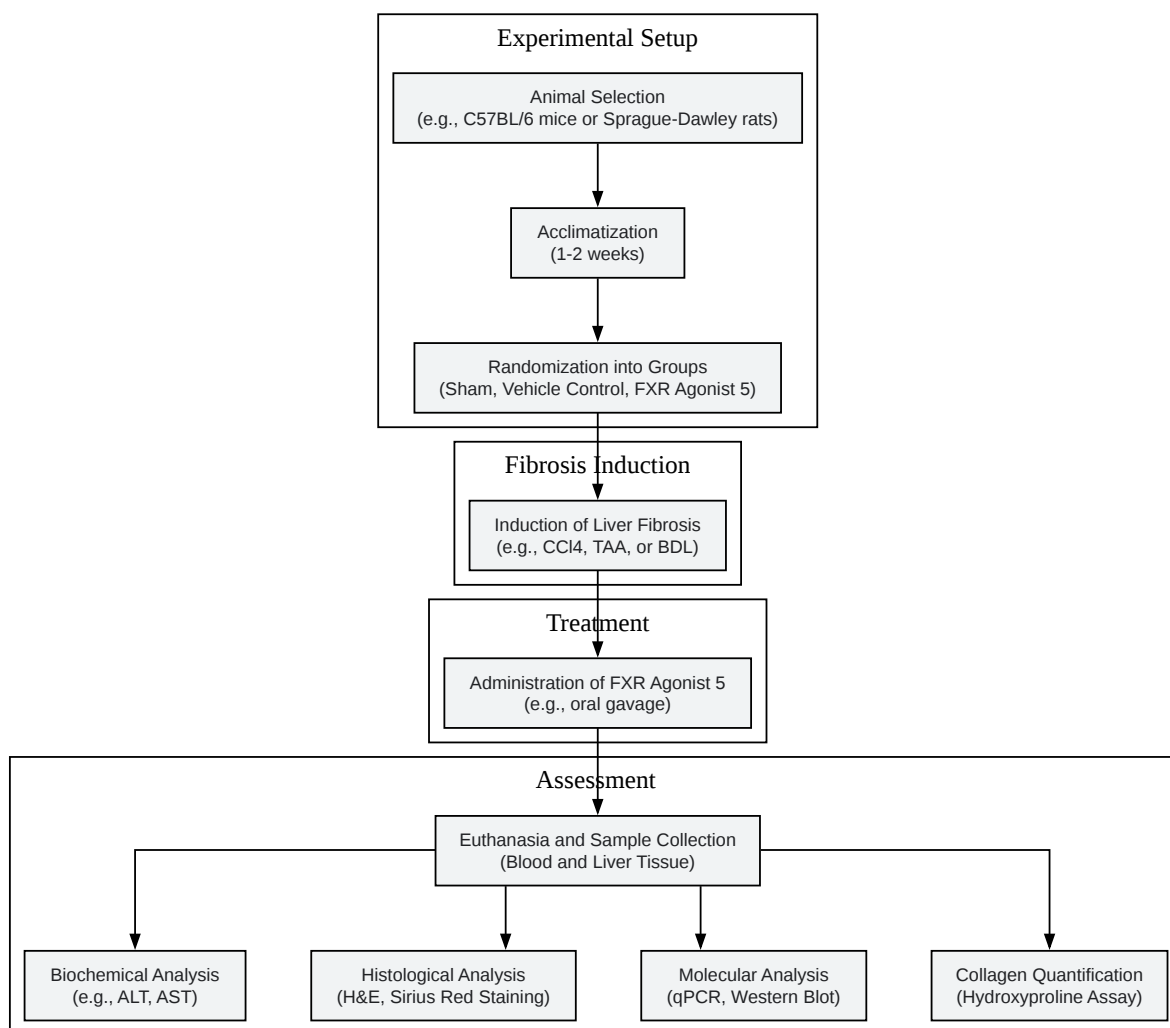 Experimental Setup
Animal Selection
(e.g., C57BL/6 mice or Sprague-Dawley rats)
Acclimatization
(1-2 weeks)
Randomization into Groups
(Sham, Vehicle Control, FXR Agonist 5)
Fibrosis Induction
Induction of Liver Fibrosis
(e.g., CCl4, TAA, or BDL)
Treatment
Administration of FXR Agonist 5
(e.g., oral gavage)
Assessment
Euthanasia and Sample Collection
(Blood and Liver Tissue)
Biochemical Analysis
(e.g., ALT, AST)
Histological Analysis
(H&E, Sirius Red Staining)
Molecular Analysis
(qPCR, Western Blot)
Collagen Quantification
(Hydroxyproline Assay)